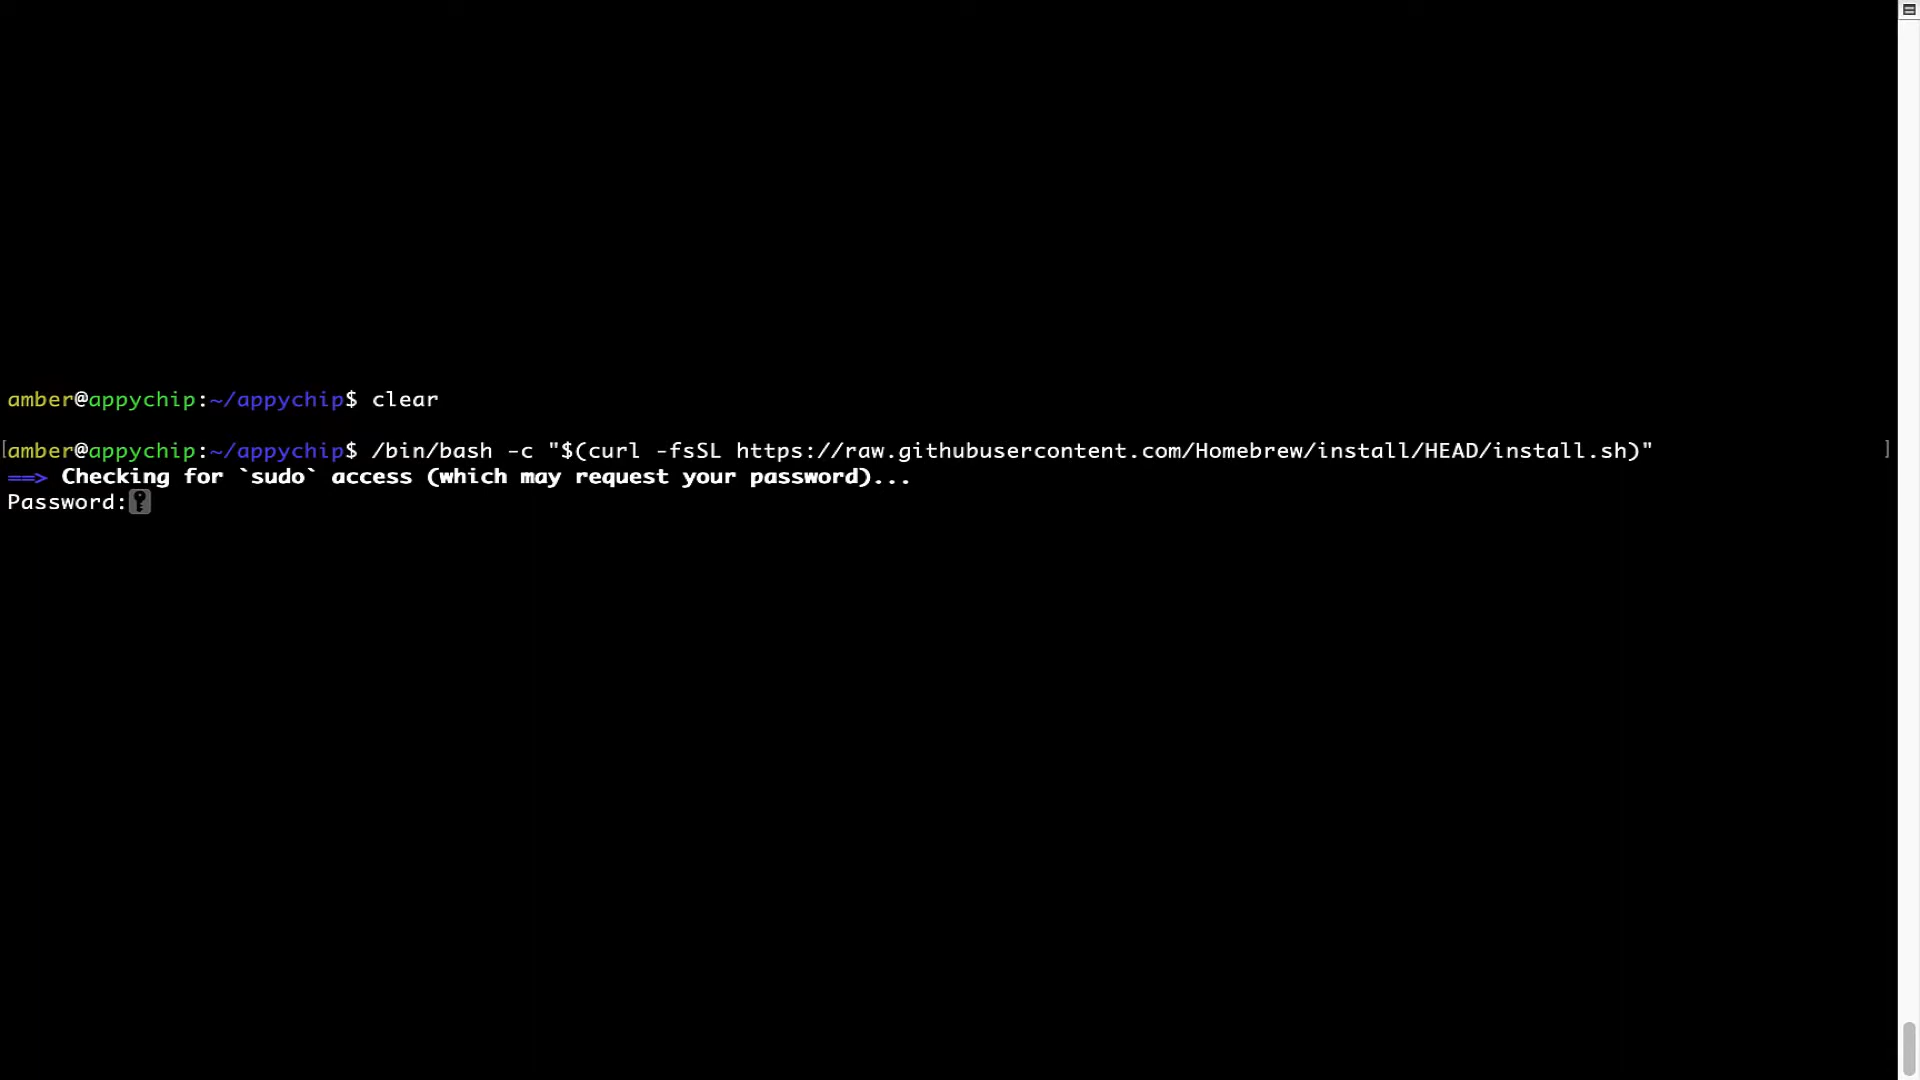 amber@appychip:~/appychip$ clear
[amber@appychip:~/appychip$ /bin/bash -c "$(curl -fsSL https://raw.githubusercontent.com/Homebrew/install/HEAD/install.sh)" ]
==> Checking for `sudo` access (which may request your password)...
Password: